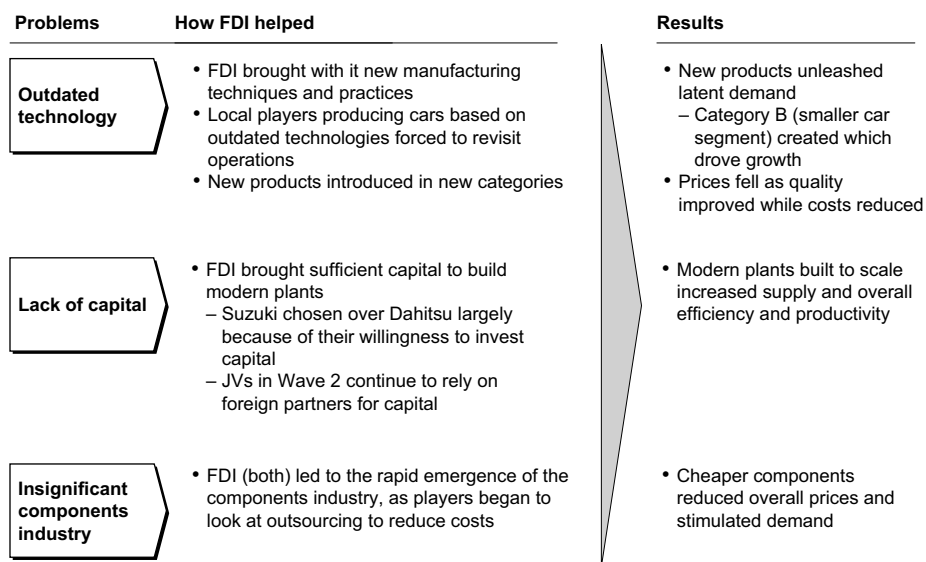 Problems
How FDI helped
Results
Outdated
technology
• FDI brought with it new manufacturing
techniques and practices
• Local players producing cars based on
outdated technologies forced to revisit
operations
• New products introduced in new categories
• New products unleashed
latent demand
– Category B (smaller car
segment) created which
drove growth
• Prices fell as quality
improved while costs reduced
Lack of capital
• FDI brought sufficient capital to build
modern plants
– Suzuki chosen over Dahitsu largely
because of their willingness to invest
capital
– JVs in Wave 2 continue to rely on
foreign partners for capital
• Modern plants built to scale
increased supply and overall
efficiency and productivity
Insignificant
components
industry
• FDI (both) led to the rapid emergence of the
components industry, as players began to
look at outsourcing to reduce costs
• Cheaper components
reduced overall prices and
stimulated demand